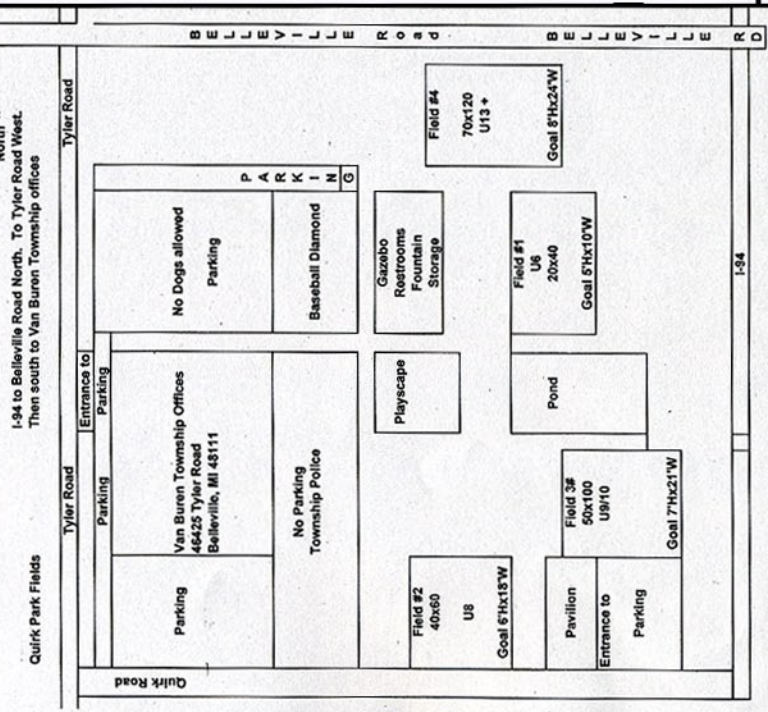 North
I-94 to Belleville Road North. To Tyler Road West.
Quirk Park Fields
Then south to Van Buren Township offices
Tyler Road
Tyler Road
Entrance to
Parking
Parking
Parking
Van Buren Township Offices
46425 Tyler Road
Belleville, MI 48111
No Dogs allowed
Parking
PARKING
No Parking
Township Police
Baseball Diamond
Quirk Road
Playscape
Gazebo
Restrooms
Fountain
Storage
Field #2
40x60
U8
Goal 6'Hx18'W
Field #4
70x120
U13 +
Goal 8'Hx24'W
Pond
Field #1
U6
20x40
Goal 5'Hx10'W
Pavilion
Entrance to
Parking
Field 3#
50x100
U9/10
Goal 7'Hx21"W
I-94
BELLEVILLE Road
BELLEVILLE RD